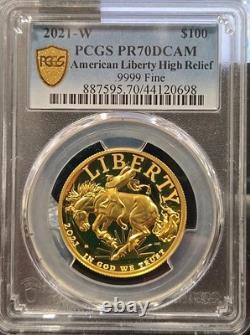 2021-W $100
PCGS PR70DCAM
American Liberty High Relief
.9999 Fine
887595.70/44120698
PCGS
LIBERTY
2021 IN GOD WE TRUST